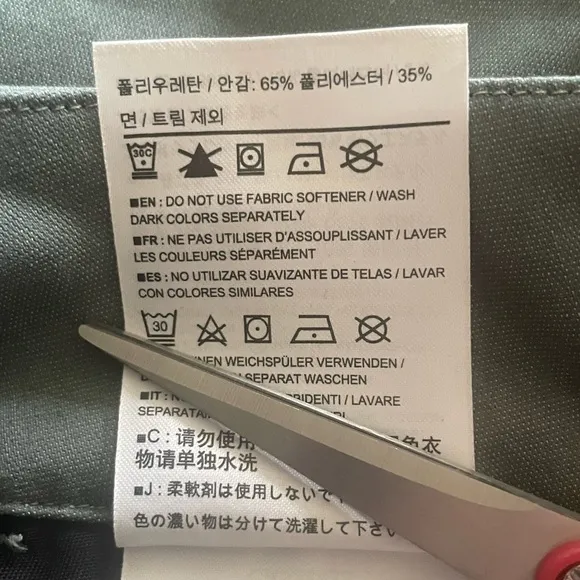 폴리우레탄 / 안감: 65% 폴리에스터 / 35%
면 / 트림 제외
30C
■EN : DO NOT USE FABRIC SOFTENER / WASH
DARK COLORS SEPARATELY
■FR : NE PAS UTILISER D'ASSOUPLISSANT / LAVER
LES COULEURS SÉPARÉMENT
■ES : NO UTILIZAR SUAVIZANTE DE TELAS / LAVAR
CON COLORES SIMILARES
30
WEICHSPÜLER VERWENDEN /
SEPARAT WASCHEN
■IT : / LAVARE
■C : 请勿使用
物请单独水洗
■J : 柔軟剤は使用しないで
色の濃い物は分けて洗濯して下さ